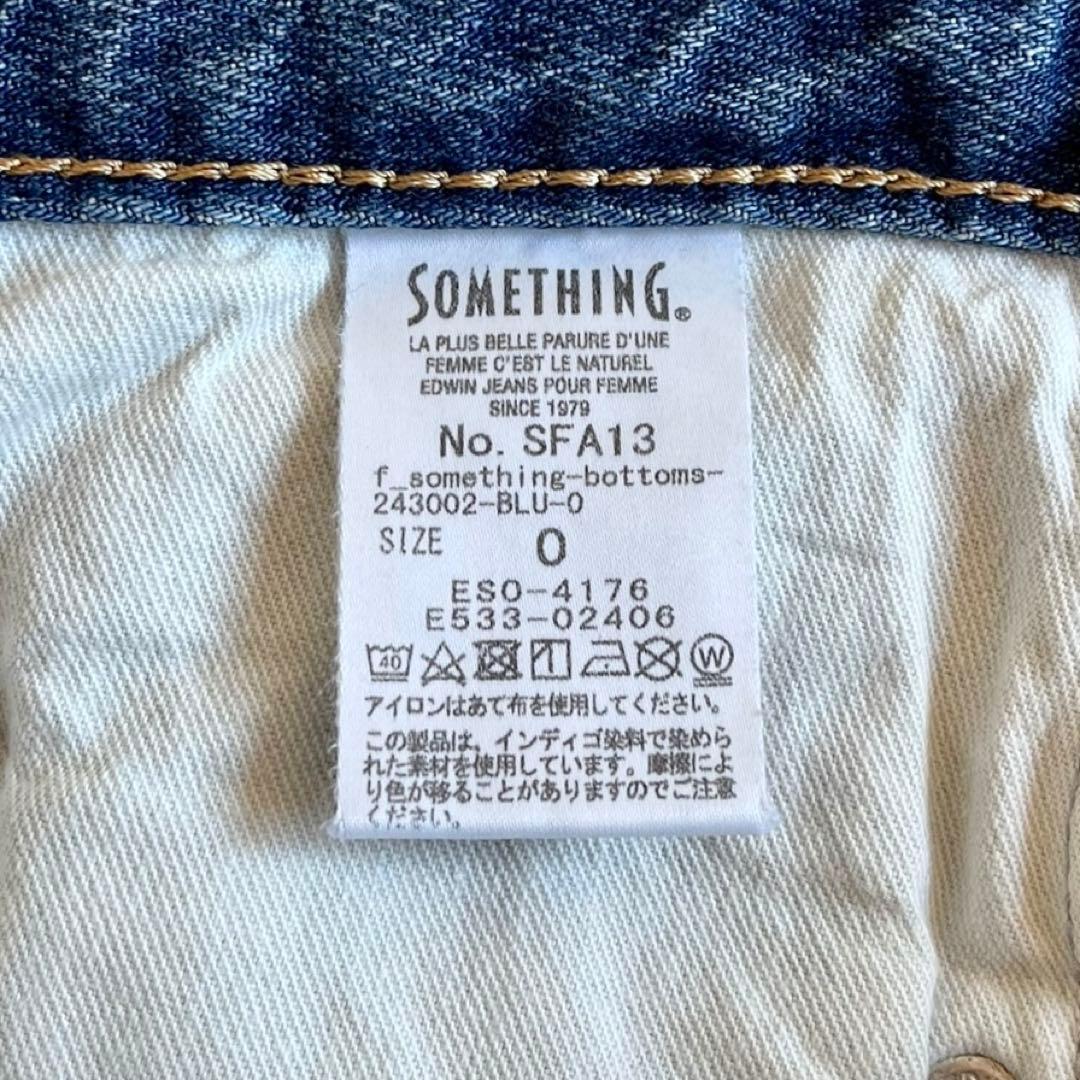 SOMETHING®
LA PLUS BELLE PARURE D'UNE
FEMME C'EST LE NATUREL
EDWIN JEANS POUR FEMME
SINCE 1979
No. SFA13
f_something-bottoms-
243002-BLU-0
SIZE 0
ESO-4176
E533-02406
40 W
アイロンはあて布を使用してください。
この製品は、インディゴ染料で染めら
れた素材を使用しています。摩擦によ
り色が移ることがありますのでご注意
ください。